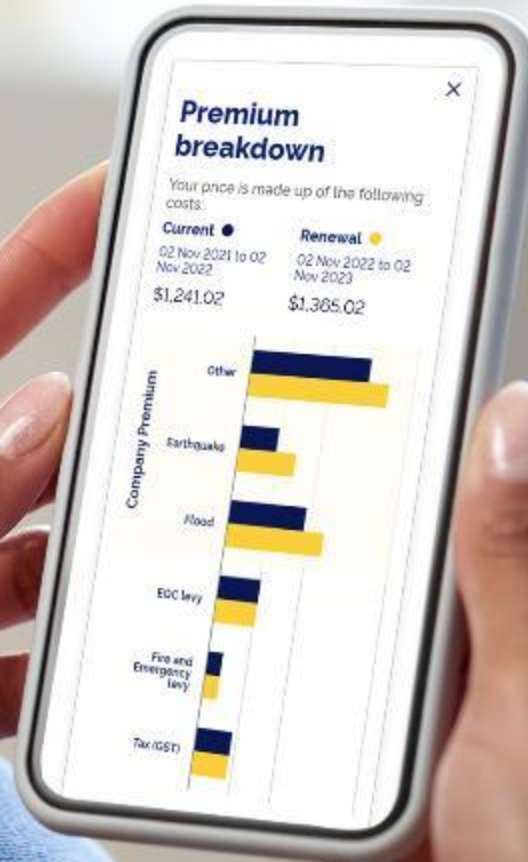 Premium
breakdown
Your price is made up of the following
costs:
Current
02 Nov 2021 to 02
Nov 2022
$1,241.02
Renewal
02 Nov 2022 to 02
Nov 2023
$1,365.02
Company Premium
Other
Earthquake
Flood
EQC levy
Fire and
Emergency
levy
Tax (GST)